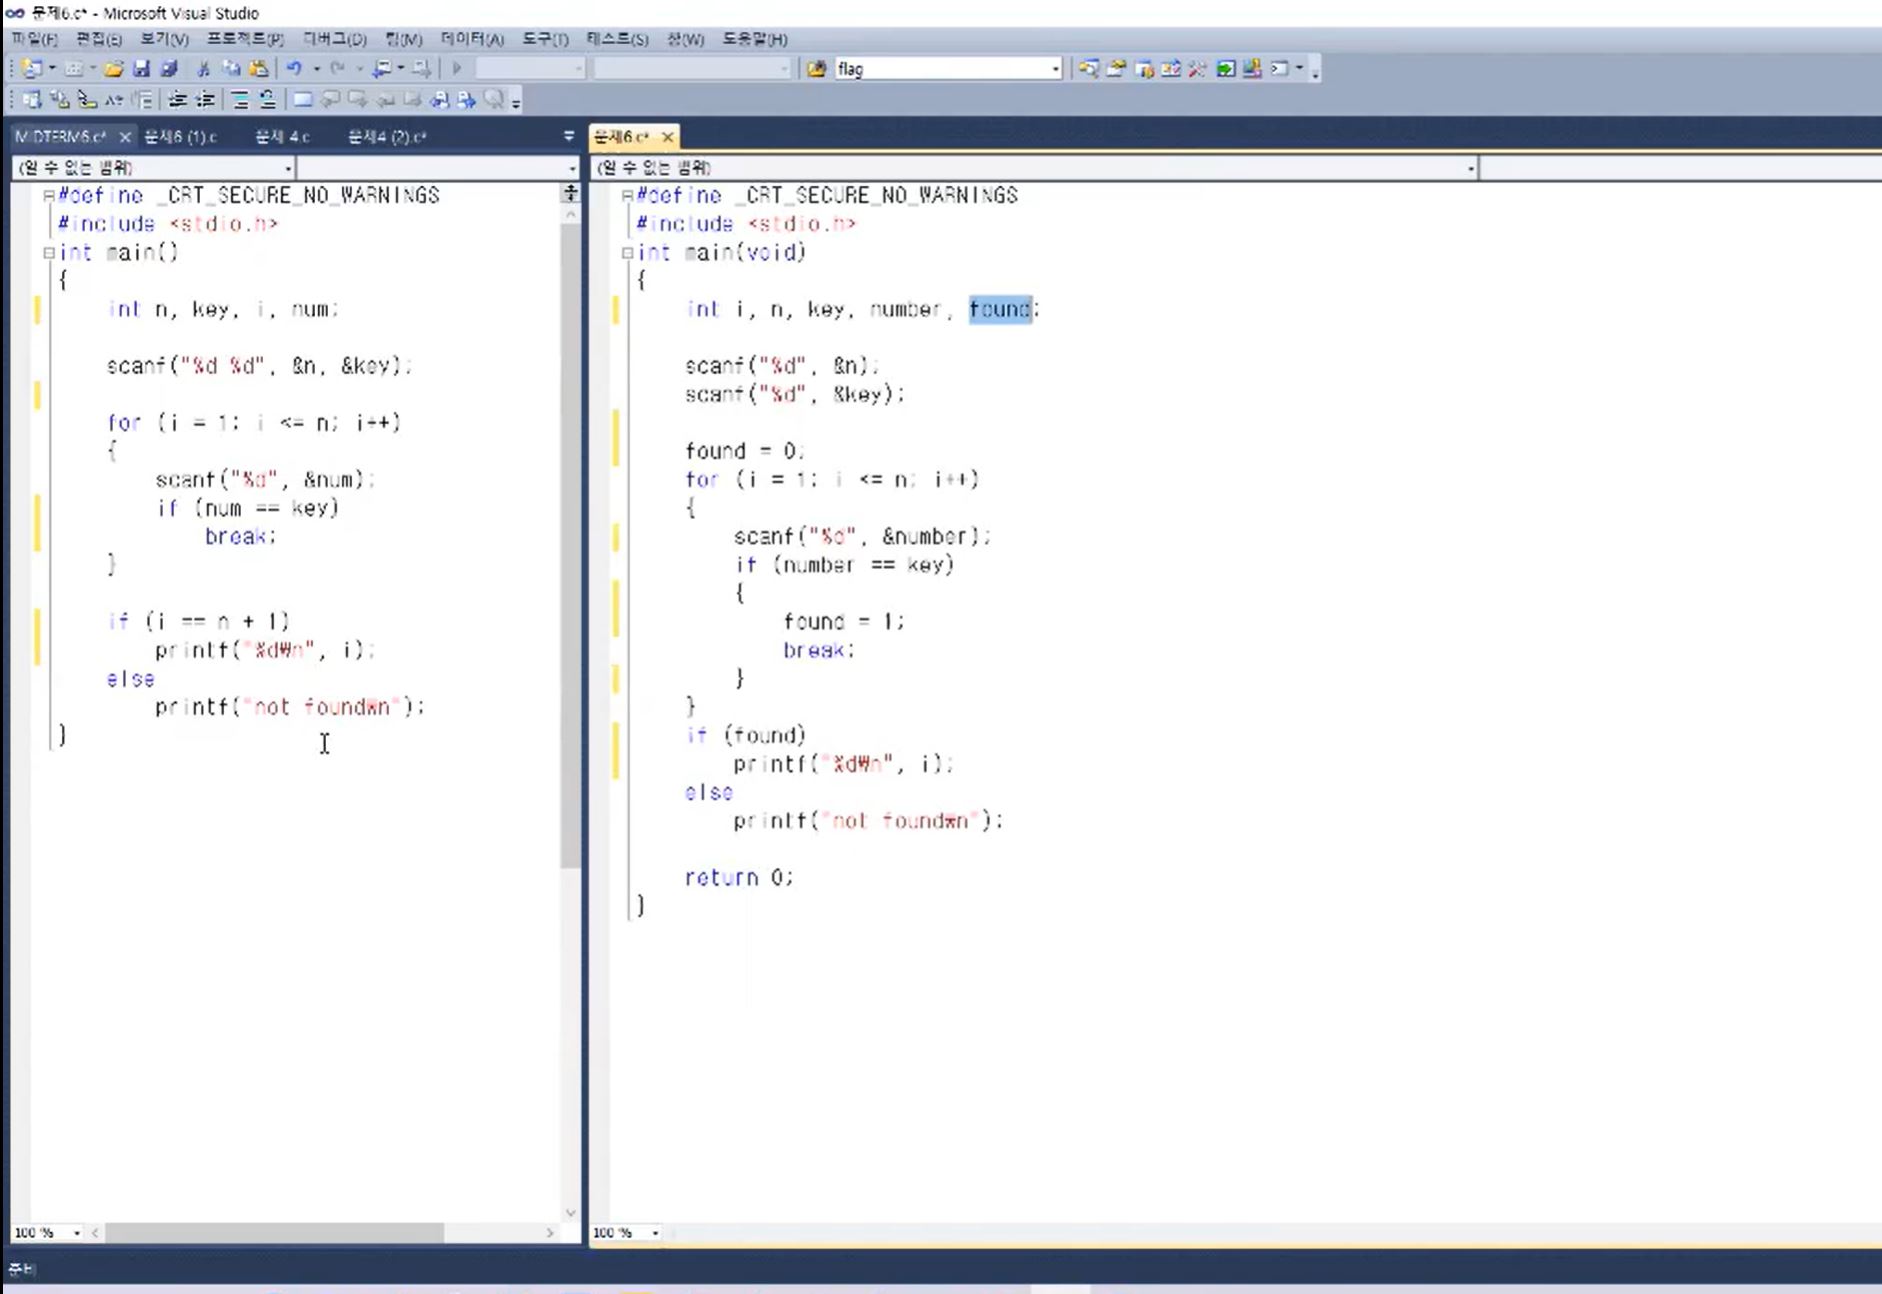 문제6.c* - Microsoft Visual Studio
파일(F) 편집(E) 보기(V) 프로젝트(P) 디버그(D) 팀(M) 데이터(A) 도구(T) 테스트(S) 창(W) 도움말(H)
flag
MIDTERM6.c* 문제6 (1).c 문제 4.c 문제4 (2).c*
(알 수 없는 범위)
#define _CRT_SECURE_NO_WARNINGS
#include <stdio.h>
int main()
{
int n, key, i, num;
scanf("%d %d", &n, &key);
for (i = 1; i <= n; i++)
{
scanf("%d", &num);
if (num == key)
break;
}
if (i == n + 1)
printf("%d₩n", i);
else
printf("not found₩n");
}
100 %
문제6.c*
(알 수 없는 범위)
#define _CRT_SECURE_NO_WARNINGS
#include <stdio.h>
int main(void)
{
int i, n, key, number, found;
scanf("%d", &n);
scanf("%d", &key);
found = 0;
for (i = 1; i <= n; i++)
{
scanf("%d", &number);
if (number == key)
{
found = 1;
break;
}
}
if (found)
printf("%d₩n", i);
else
printf("not found₩n");
return 0;
}
100 %
준비